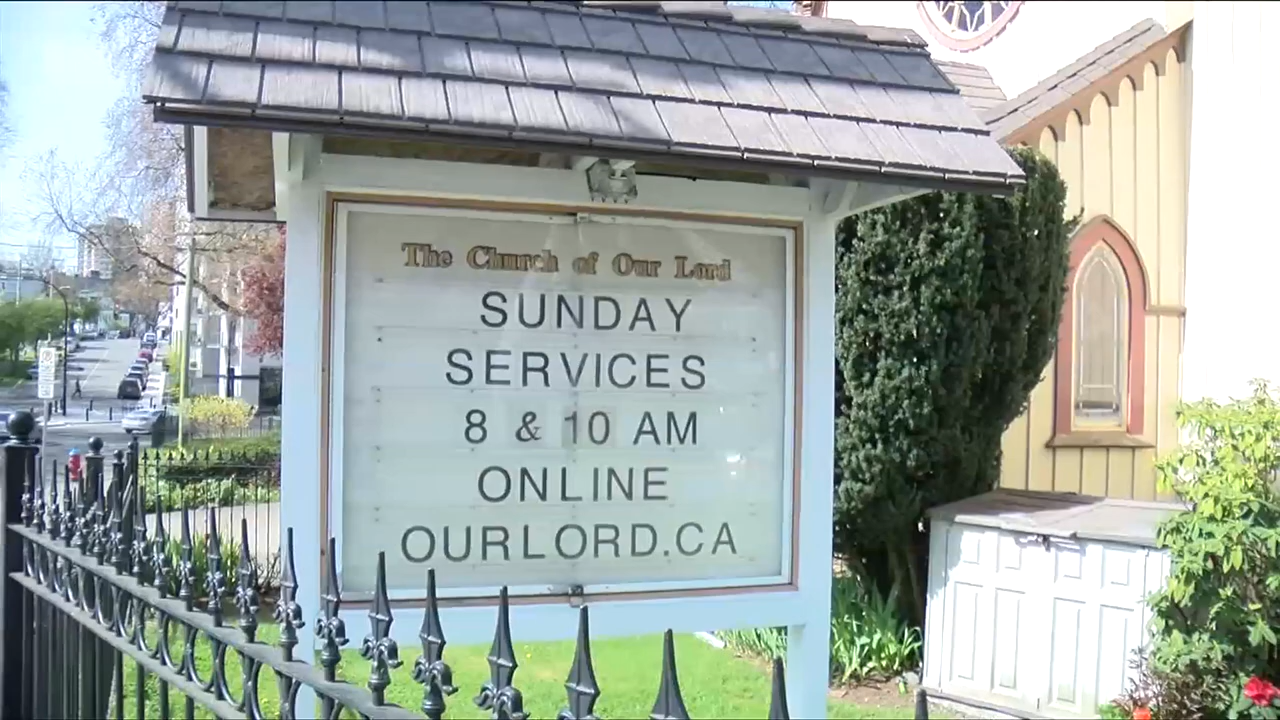 The Church of Our Lord
SUNDAY
SERVICES
8 & 10 AM
ONLINE
OURLORD.CA